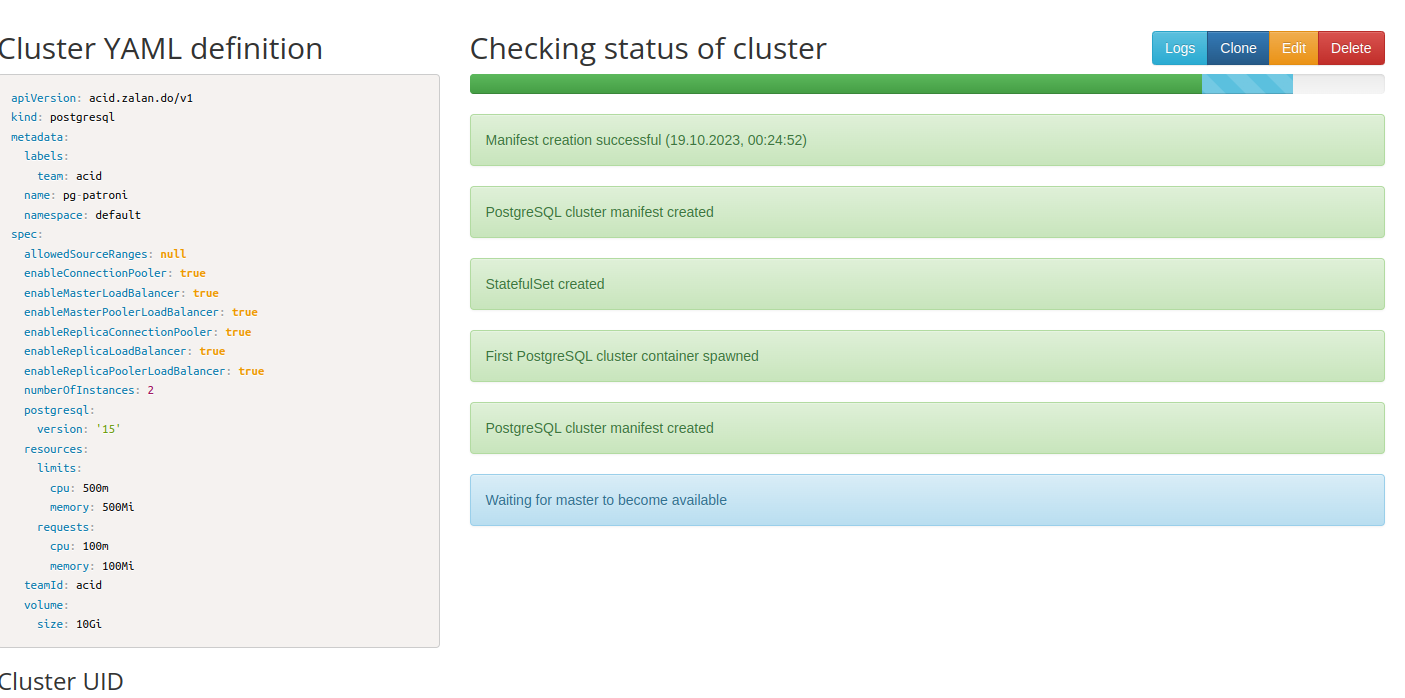 Cluster YAML definition
apiVersion: acid.zalan.do/v1
kind: postgresql
metadata:
  labels:
    team: acid
  name: pg-patroni
  namespace: default
spec:
  allowedSourceRanges: null
  enableConnectionPooler: true
  enableMasterLoadBalancer: true
  enableMasterPoolerLoadBalancer: true
  enableReplicaConnectionPooler: true
  enableReplicaLoadBalancer: true
  enableReplicaPoolerLoadBalancer: true
  numberOfInstances: 2
  postgresql:
    version: '15'
  resources:
    limits:
      cpu: 500m
      memory: 500Mi
    requests:
      cpu: 100m
      memory: 100Mi
  teamId: acid
  volume:
    size: 10Gi
Cluster UID
Checking status of cluster
Logs Clone Edit Delete
Manifest creation successful (19.10.2023, 00:24:52)
PostgreSQL cluster manifest created
StatefulSet created
First PostgreSQL cluster container spawned
PostgreSQL cluster manifest created
Waiting for master to become available